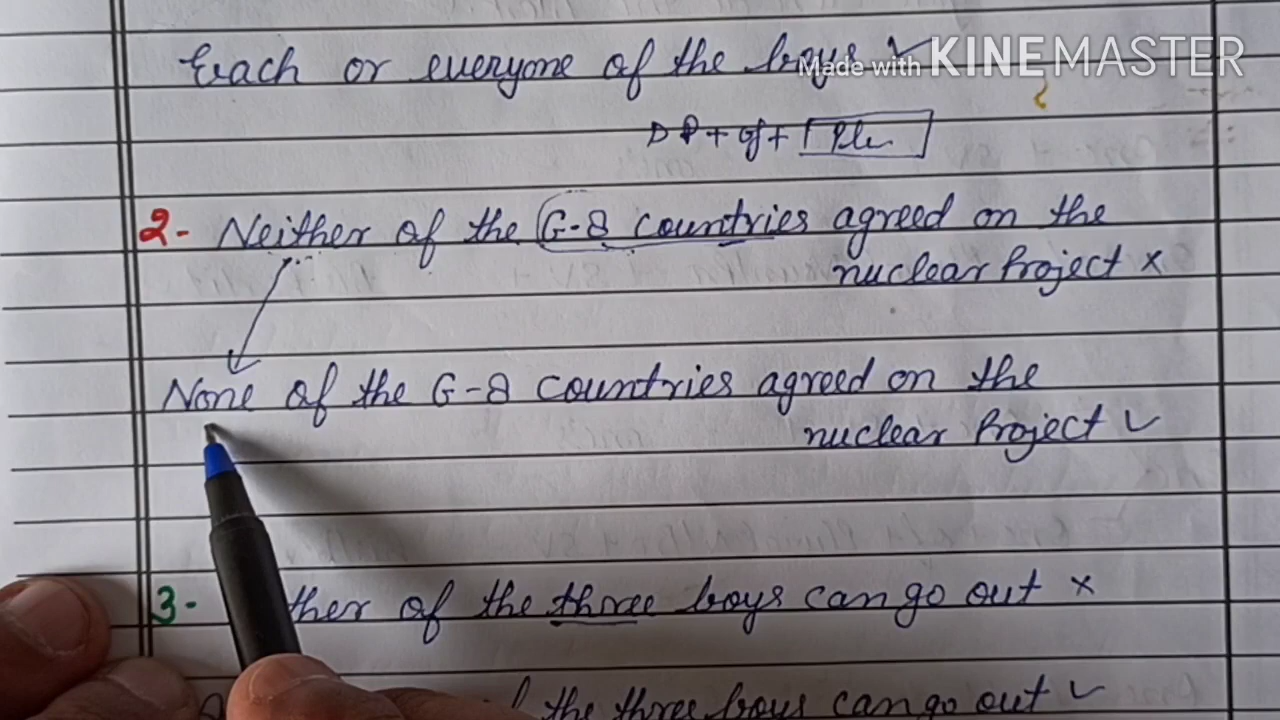 Each or everyone of the boys ✓
Made with KINEMASTER
DP + of + Plu
2- Neither of the G-8 countries agreed on the
nuclear Project ×
None of the G-8 countries agreed on the
nuclear Project ✓
3- ther of the three boys can go out ×
the three boys can go out ✓